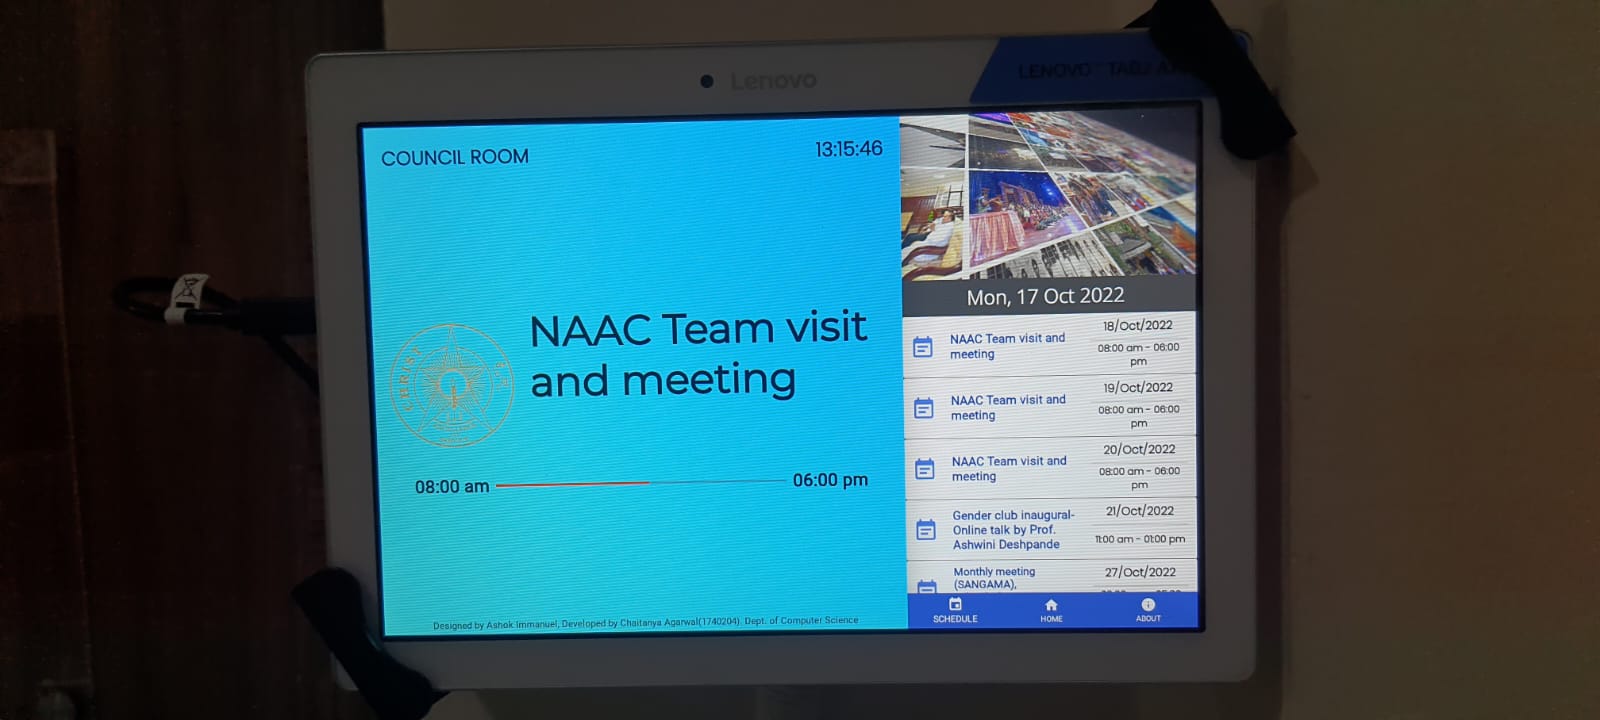 Lenovo
LENOVO TAB
COUNCIL ROOM
13:15:46
CHRIST
NAAC Team visit
and meeting
08:00 am
06:00 pm
Designed by Ashok Immanuel, Developed by Chaitanya Agarwal(1740204). Dept. of Computer Science
Mon, 17 Oct 2022
NAAC Team visit and
meeting
18/Oct/2022
08:00 am - 06:00
pm
NAAC Team visit and
meeting
19/Oct/2022
08:00 am - 06:00
pm
NAAC Team visit and
meeting
20/Oct/2022
08:00 am - 06:00
pm
Gender club inaugural-
Online talk by Prof.
Ashwini Deshpande
21/Oct/2022
11:00 am - 01:00 pm
Monthly meeting
(SANGAMA),
27/Oct/2022
SCHEDULE
HOME
ABOUT